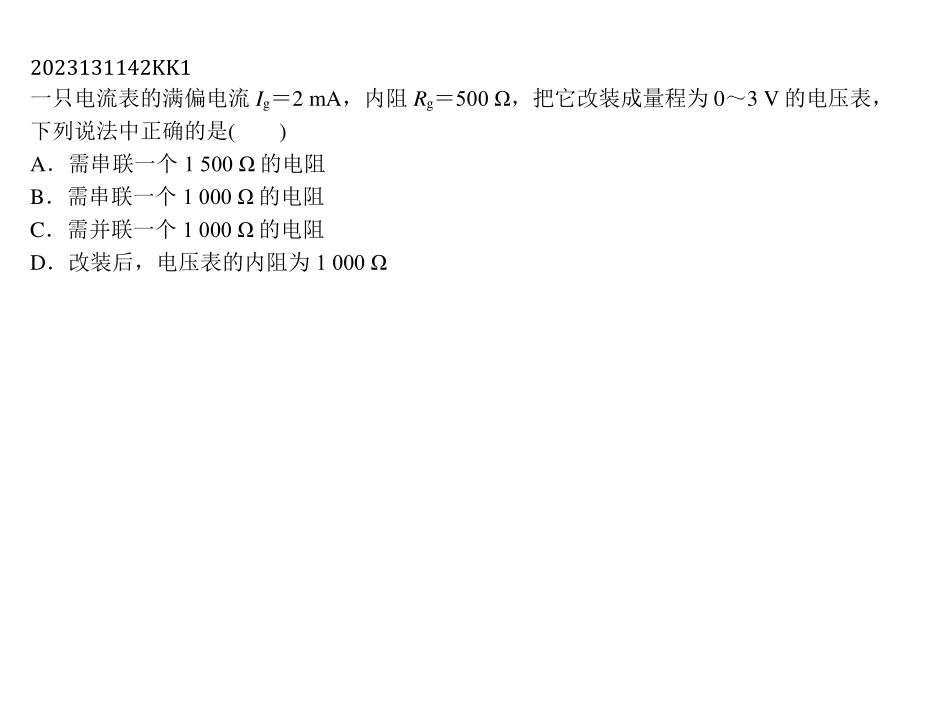 2023131142KK1
一只电流表的满偏电流 Ig＝2 mA，内阻 Rg＝500 Ω，把它改装成量程为 0～3 V 的电压表，
下列说法中正确的是(　　)
A．需串联一个 1 500 Ω 的电阻
B．需串联一个 1 000 Ω 的电阻
C．需并联一个 1 000 Ω 的电阻
D．改装后，电压表的内阻为 1 000 Ω